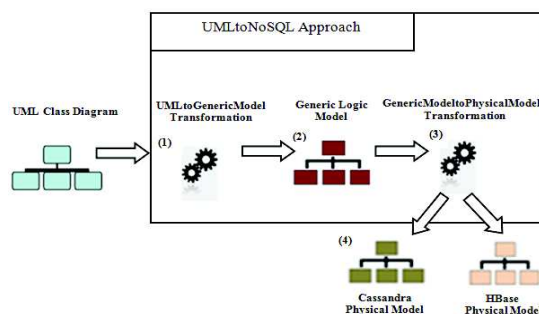 UMLtoNoSQL Approach
UML Class Diagram
UMLtoGenericModel
Transformation
(1)
Generic Logic
Model
(2)
GenericModeltoPhysicalModel
Transformation
(3)
(4)
Cassandra
Physical Model
HBase
Physical Model